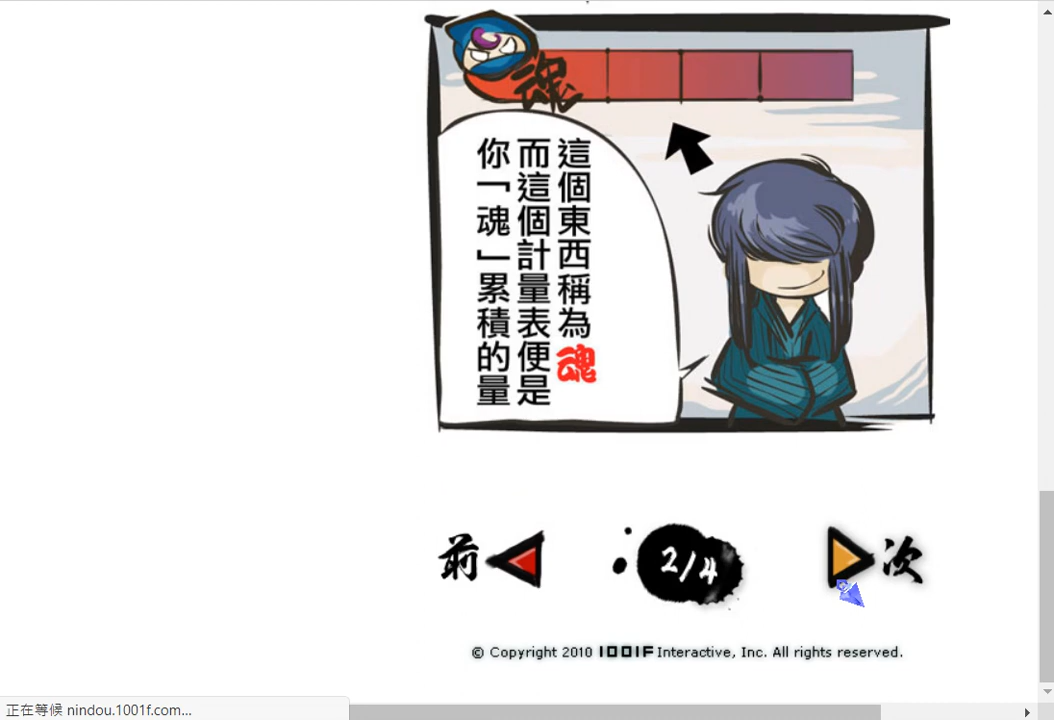 魂
這個東西稱為魂
而這個計量表便是
你「魂」累積的量
前
2/4
次
© Copyright 2010 1001F Interactive, Inc. All rights reserved.
正在等候 nindou.1001f.com...